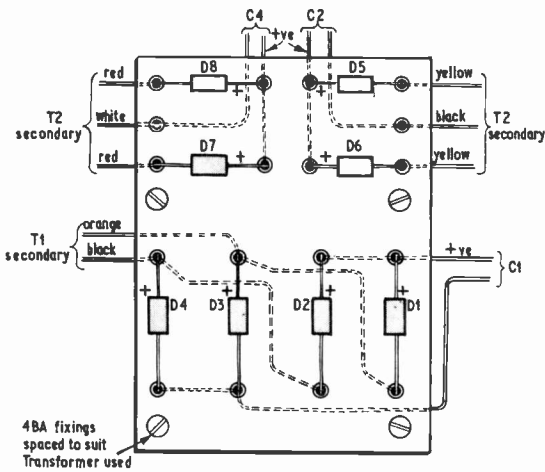 C4 C2
+ve
red D8 D5 yellow
+ +
T2 secondary white black T2 secondary
red + + yellow
D7 D6
orange
T1 secondary black +ve
C1
+ + + +
D4 D3 D2 D1
4BA fixings
spaced to suit
Transformer used